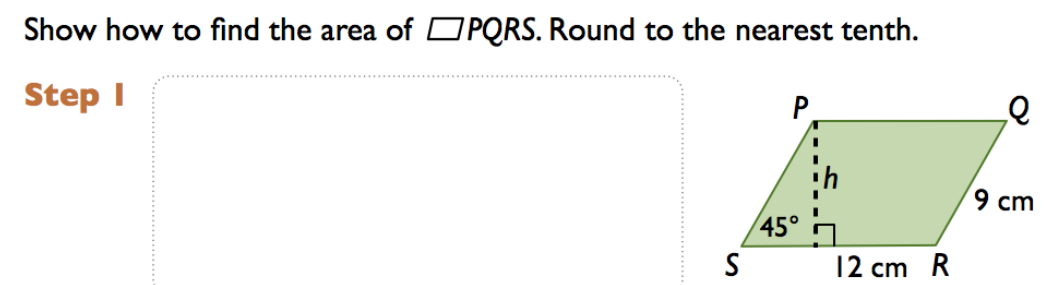 Show how to find the area of ▱PQRS. Round to the nearest tenth.
Step 1
P
Q
h
9 cm
45°
S
12 cm
R